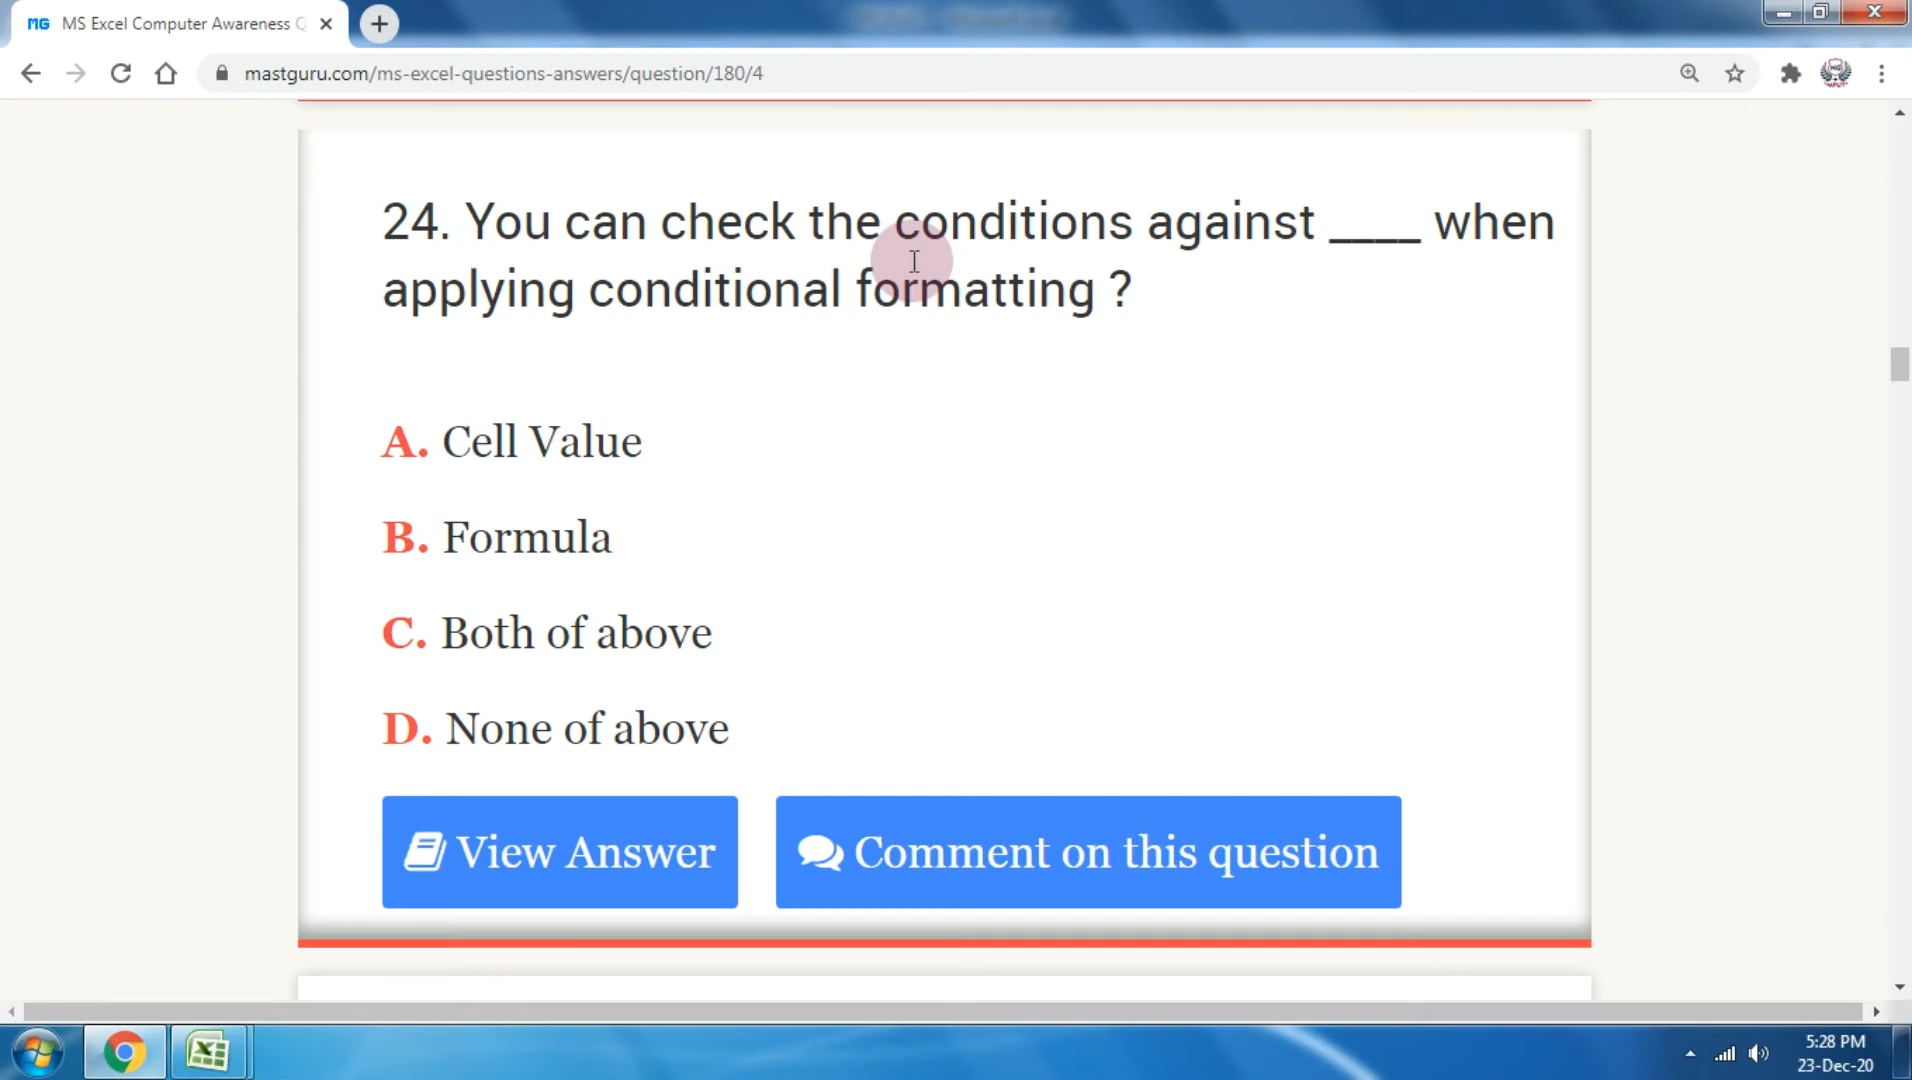 MG MS Excel Computer Awareness Q
mastguru.com/ms-excel-questions-answers/question/180/4
24. You can check the conditions against ____ when
applying conditional formatting ?
A. Cell Value
B. Formula
C. Both of above
D. None of above
View Answer
Comment on this question
5:28 PM
23-Dec-20